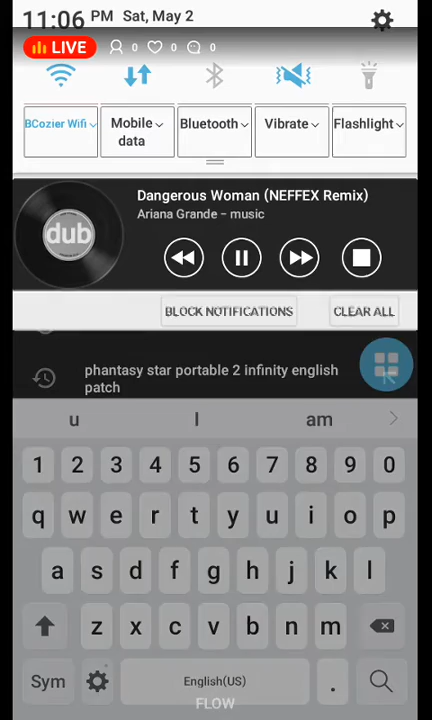 11:06 PM Sat, May 2
LIVE 0 0 0
BCozier Wifi Mobile data Bluetooth Vibrate Flashlight
dub
Dangerous Woman (NEFFEX Remix)
Ariana Grande – music
BLOCK NOTIFICATIONS CLEAR ALL
phantasy star portable 2 infinity english
patch
u I am
1 2 3 4 5 6 7 8 9 0
q w e r t y u i o p
a s d f g h j k l
z x c v b n m
Sym English(US) .
FLOW